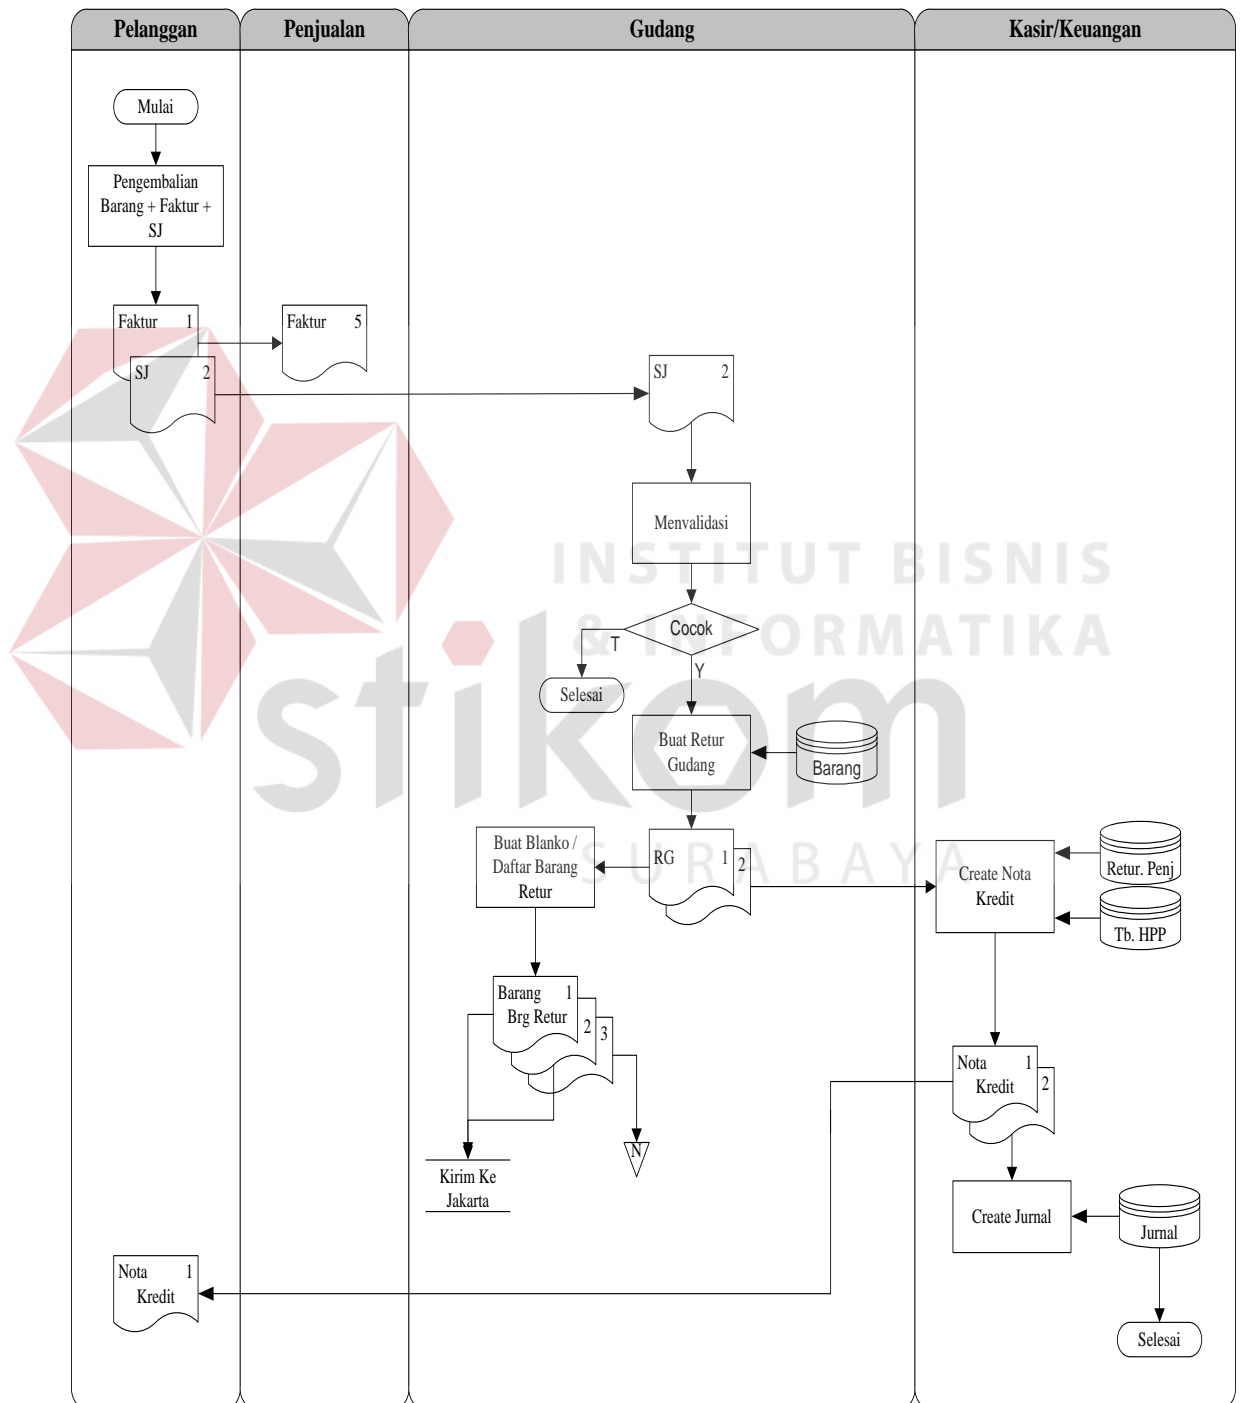 Pelanggan
Penjualan
Gudang
Kasir/Keuangan
Mulai
Pengembalian
Barang + Faktur +
SJ
Faktur 1
SJ 2
Faktur 5
SJ 2
Menvalidasi
INSTITUT BISNIS
& INFORMATIKA
stikom
SURABAYA
Cocok
T
Y
Selesai
Buat Retur
Gudang
Barang
Buat Blanko /
Daftar Barang
Retur
RG 1
2
Create Nota
Kredit
Retur. Penj
Tb. HPP
Barang 1
Brg Retur
2
3
N
Kirim Ke
Jakarta
Nota 1
Kredit
2
Create Jurnal
Jurnal
Nota 1
Kredit
Selesai